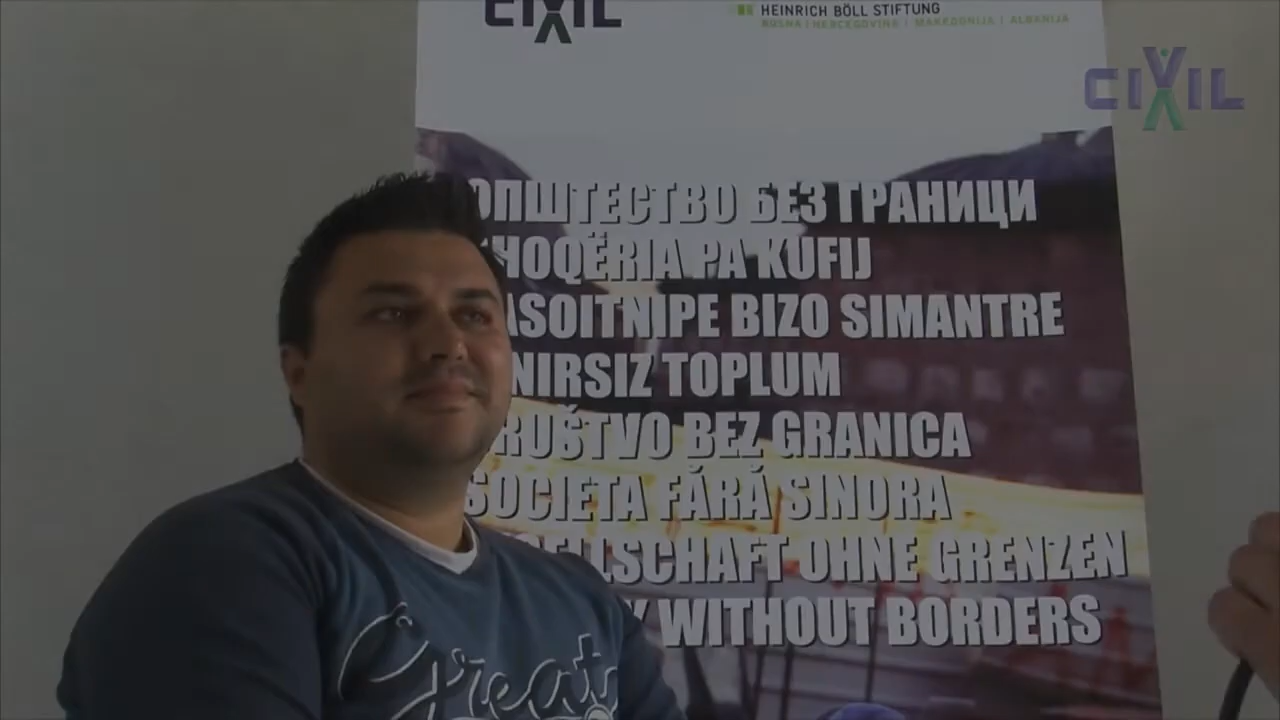 CIVIL
HEINRICH BÖLL STIFTUNG
BOSNA I HERCEGOVINA | MAKEDONIJA | ALBANIJA
CIVIL
ОПШТЕСТВО БЕЗ ГРАНИЦИ
HOQËRIA PA KUFIJ
ASOITNIPE BIZO SIMANTRE
NIRSIZ TOPLUM
RUŠTVO BEZ GRANICA
SOCIETA FĂRĂ SINORA
ELLSCHAFT OHNE GRENZEN
Y WITHOUT BORDERS
Great